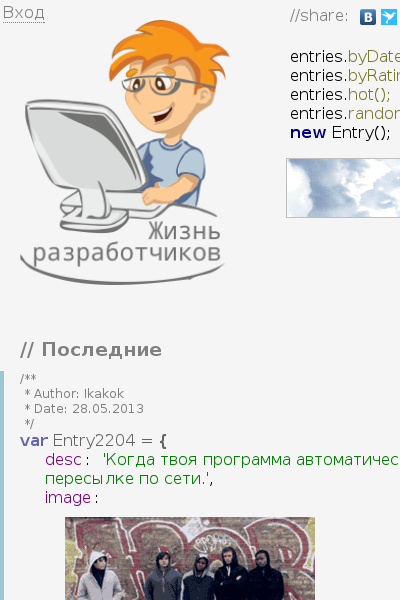 Вход
//share:
entries.byDate
entries.byRatin
entries.hot();
entries.random
new Entry();
Жизнь
разработчиков
// Последние
/**
* Author: Ikakok
* Date: 28.05.2013
*/
var Entry2204 = {
desc: 'Когда твоя программа автоматичес
пересылке по сети.',
image: